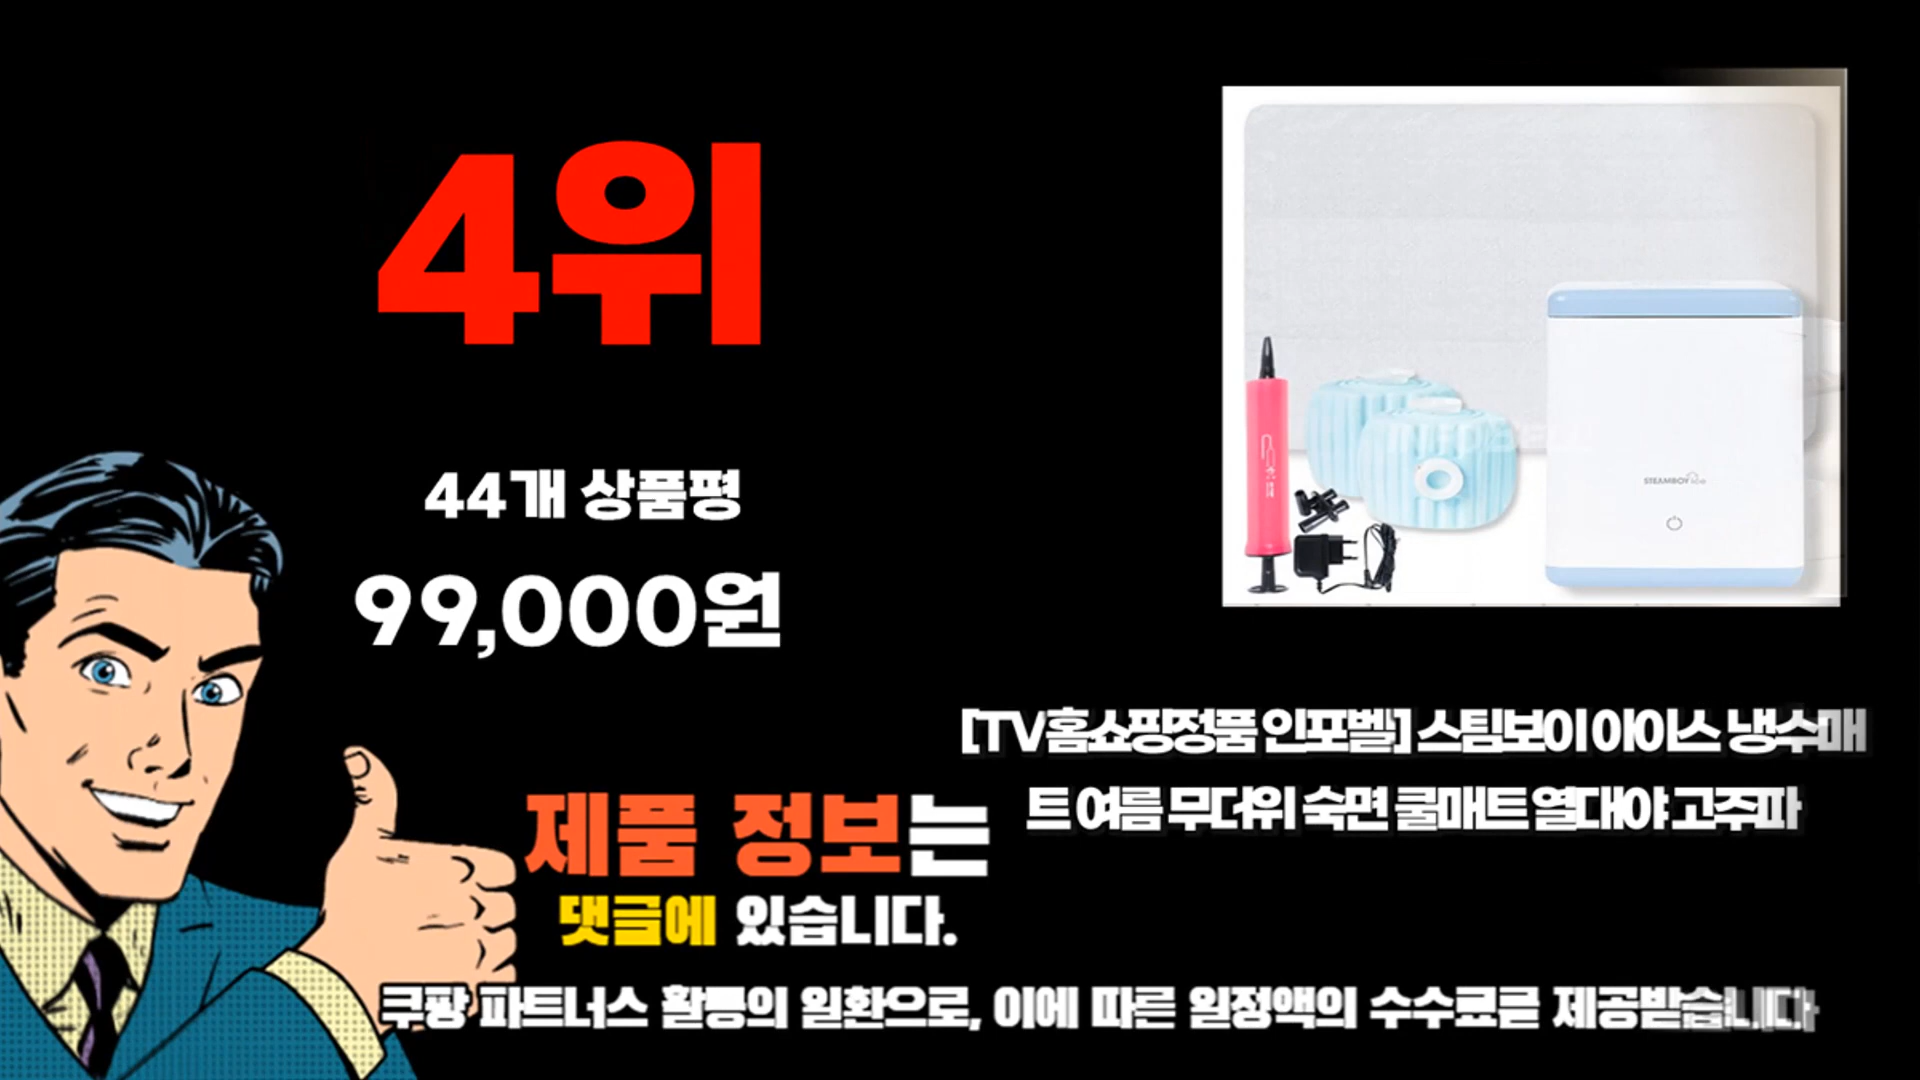 4위
44개 상품평
99,000원
STEAMBOY ice
[TV홈쇼핑정품 인포벨] 스팀보이 아이스 냉수매
트 여름 무더위 숙면 쿨매트 열대야 고주파
제품 정보는
댓글에 있습니다.
쿠팡 파트너스 활동의 일환으로, 이에 따른 일정액의 수수료를 제공받습니다